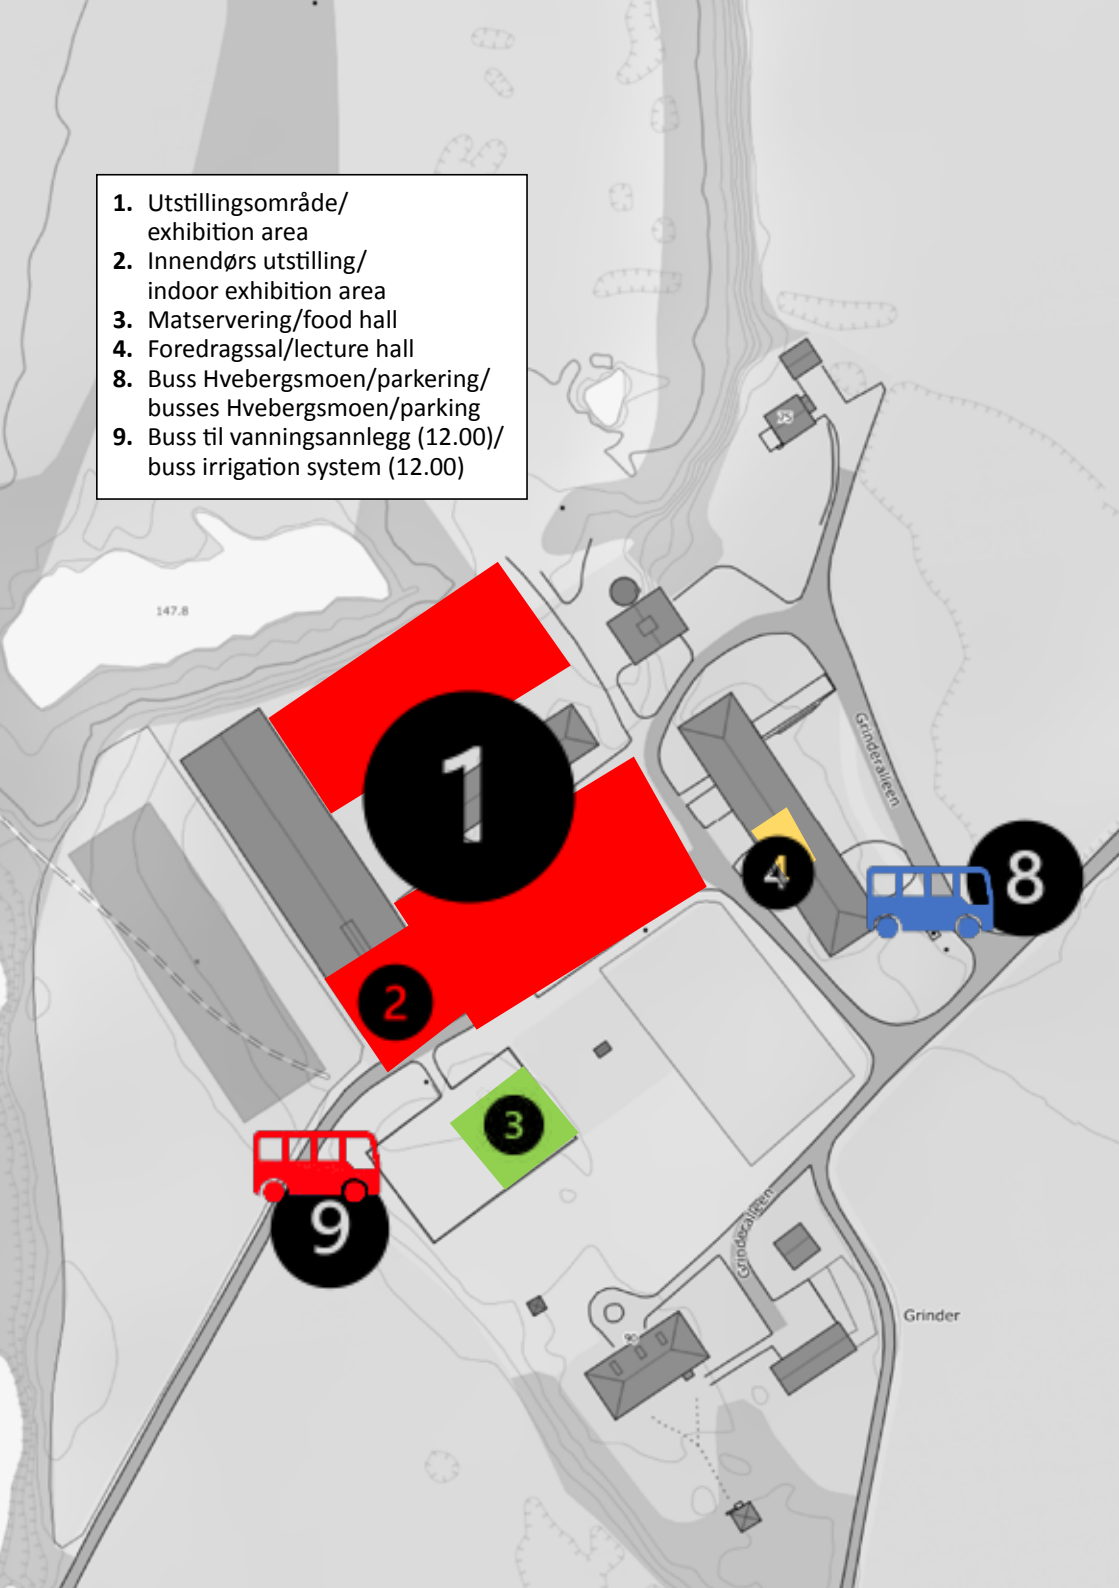 1. Utstillingsområde/
exhibition area
2. Innendørs utstilling/
indoor exhibition area
3. Matservering/food hall
4. Foredragssal/lecture hall
8. Buss Hvebergsmoen/parkering/
busses Hvebergsmoen/parking
9. Buss til vanningsannlegg (12.00)/
buss irrigation system (12.00)
53
147.8
Grinderalleen
1
4
8
2
3
9
Grinderalleen
Grinder
90